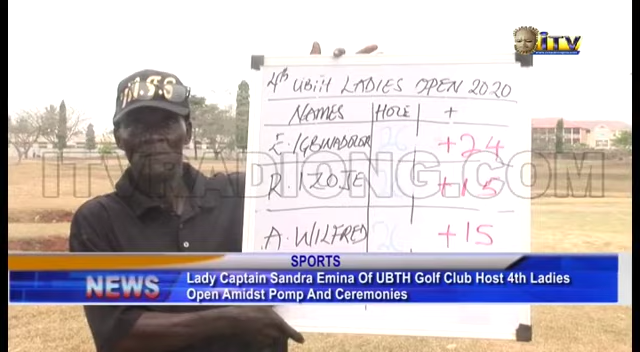 iTV
4th UBTH LADIES OPEN 2020
NAMES HOLE +
E. IGBINADOLOR +24
R. IZOJE +15
A. WILFRED +15
M.F.S
ITVRADIONG.COM
SPORTS
NEWS
Lady Captain Sandra Emina Of UBTH Golf Club Host 4th Ladies
Open Amidst Pomp And Ceremonies